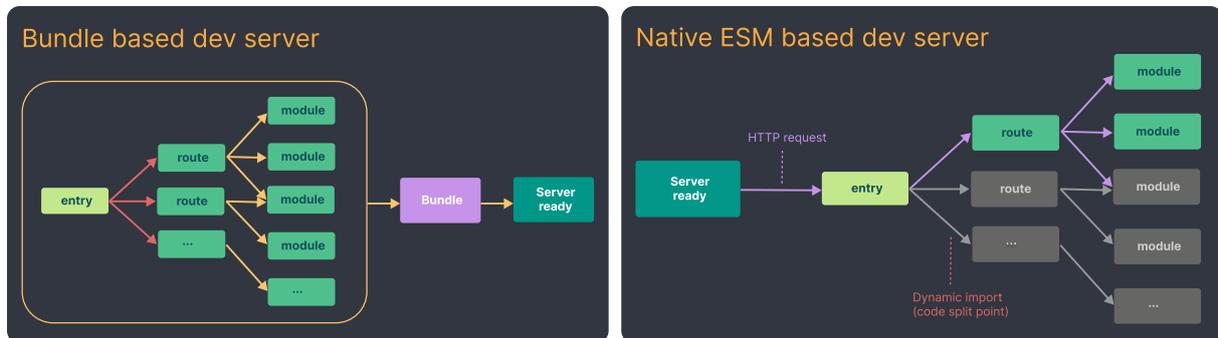 Bundle based dev server
entry
route
route
...
module
module
module
module
...
Bundle
Server
ready
Native ESM based dev server
Server
ready
HTTP request
entry
Dynamic import
(code split point)
route
route
...
module
module
module
module
...